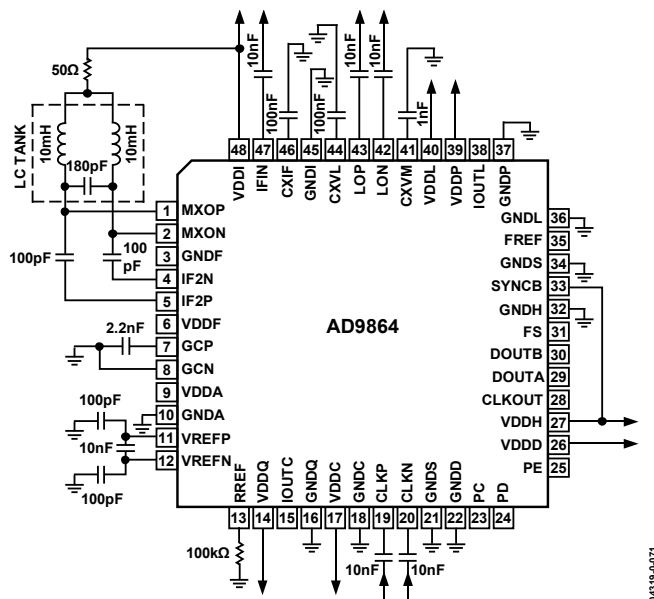 50Ω
LC TANK
10mH
10mH
180pF
10nF
100nF
100nF
10nF
10nF
1nF
48 47 46 45 44 43 42 41 40 39 38 37
VDDI
IFIN
CXIF
GNDI
CXVL
LOP
LON
CXVM
VDDL
VDDP
IOUTL
GNDP
1 MXOP
2 MXON
3 GNDF
4 IF2N
5 IF2P
6 VDDF
7 GCP
8 GCN
9 VDDA
10 GNDA
11 VREFP
12 VREFN
100pF
100
pF
2.2nF
100pF
10nF
100pF
AD9864
GNDL 36
FREF 35
GNDS 34
SYNCB 33
GNDH 32
FS 31
DOUTB 30
DOUTA 29
CLKOUT 28
VDDH 27
VDDD 26
PE 25
RREF
VDDQ
IOUTC
GNDQ
VDDC
GNDC
CLKP
CLKN
GNDS
GNDD
PC
PD
13 14 15 16 17 18 19 20 21 22 23 24
100kΩ
10nF
10nF
04319-0-071